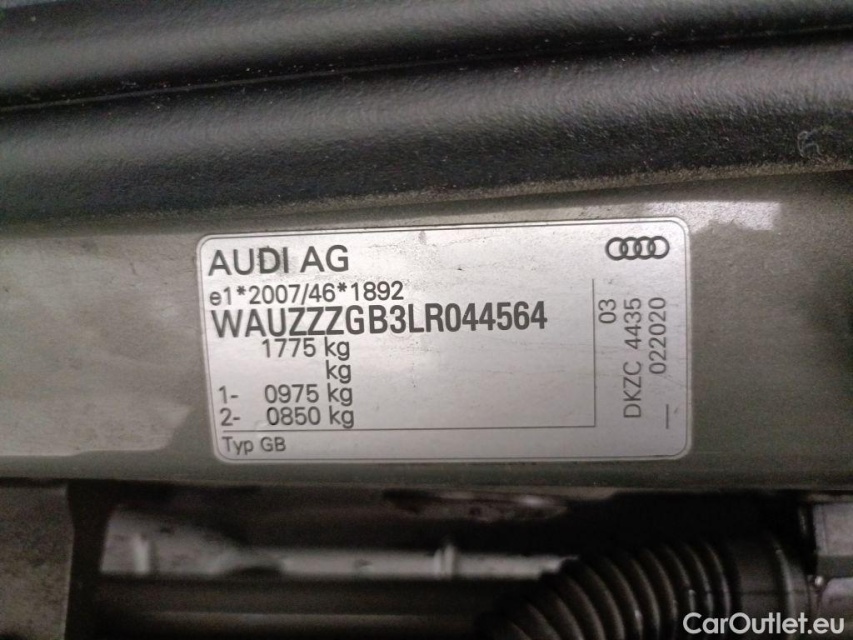 AUDI AG
e1*2007/46*1892
WAUZZZGB3LR044564
1775 kg
kg
1- 0975 kg
2- 0850 kg
Typ GB
03
DKZC 4435
022020
CarOutlet.eu